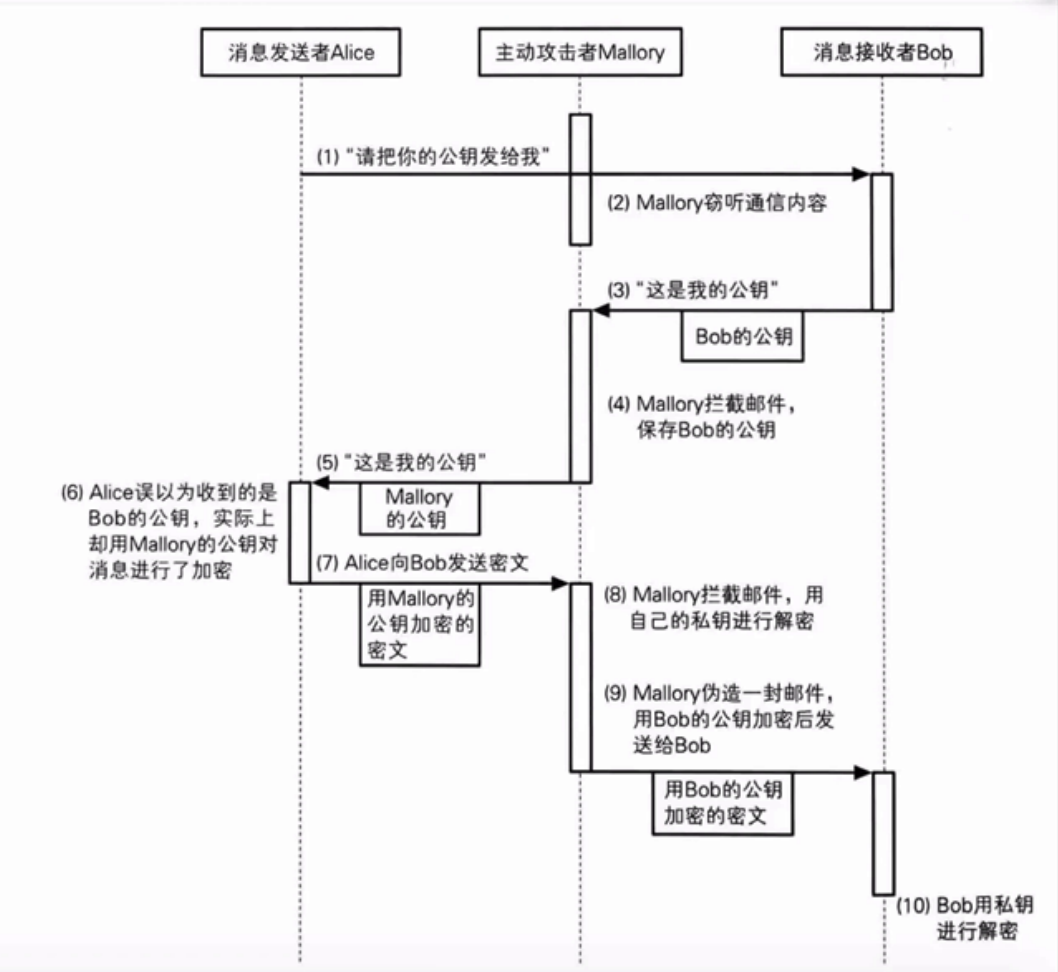 消息发送者Alice
主动攻击者Mallory
消息接收者Bob
(1) “请把你的公钥发给我”
(2) Mallory窃听通信内容
(3) “这是我的公钥”
Bob的公钥
(4) Mallory拦截邮件，
保存Bob的公钥
(5) “这是我的公钥”
Mallory
的公钥
(6) Alice误以为收到的是
Bob的公钥，实际上
却用Mallory的公钥对
消息进行了加密
(7) Alice向Bob发送密文
用Mallory的
公钥加密的
密文
(8) Mallory拦截邮件，用
自己的私钥进行解密
(9) Mallory伪造一封邮件，
用Bob的公钥加密后发
送给Bob
用Bob的公钥
加密的密文
(10) Bob用私钥
进行解密